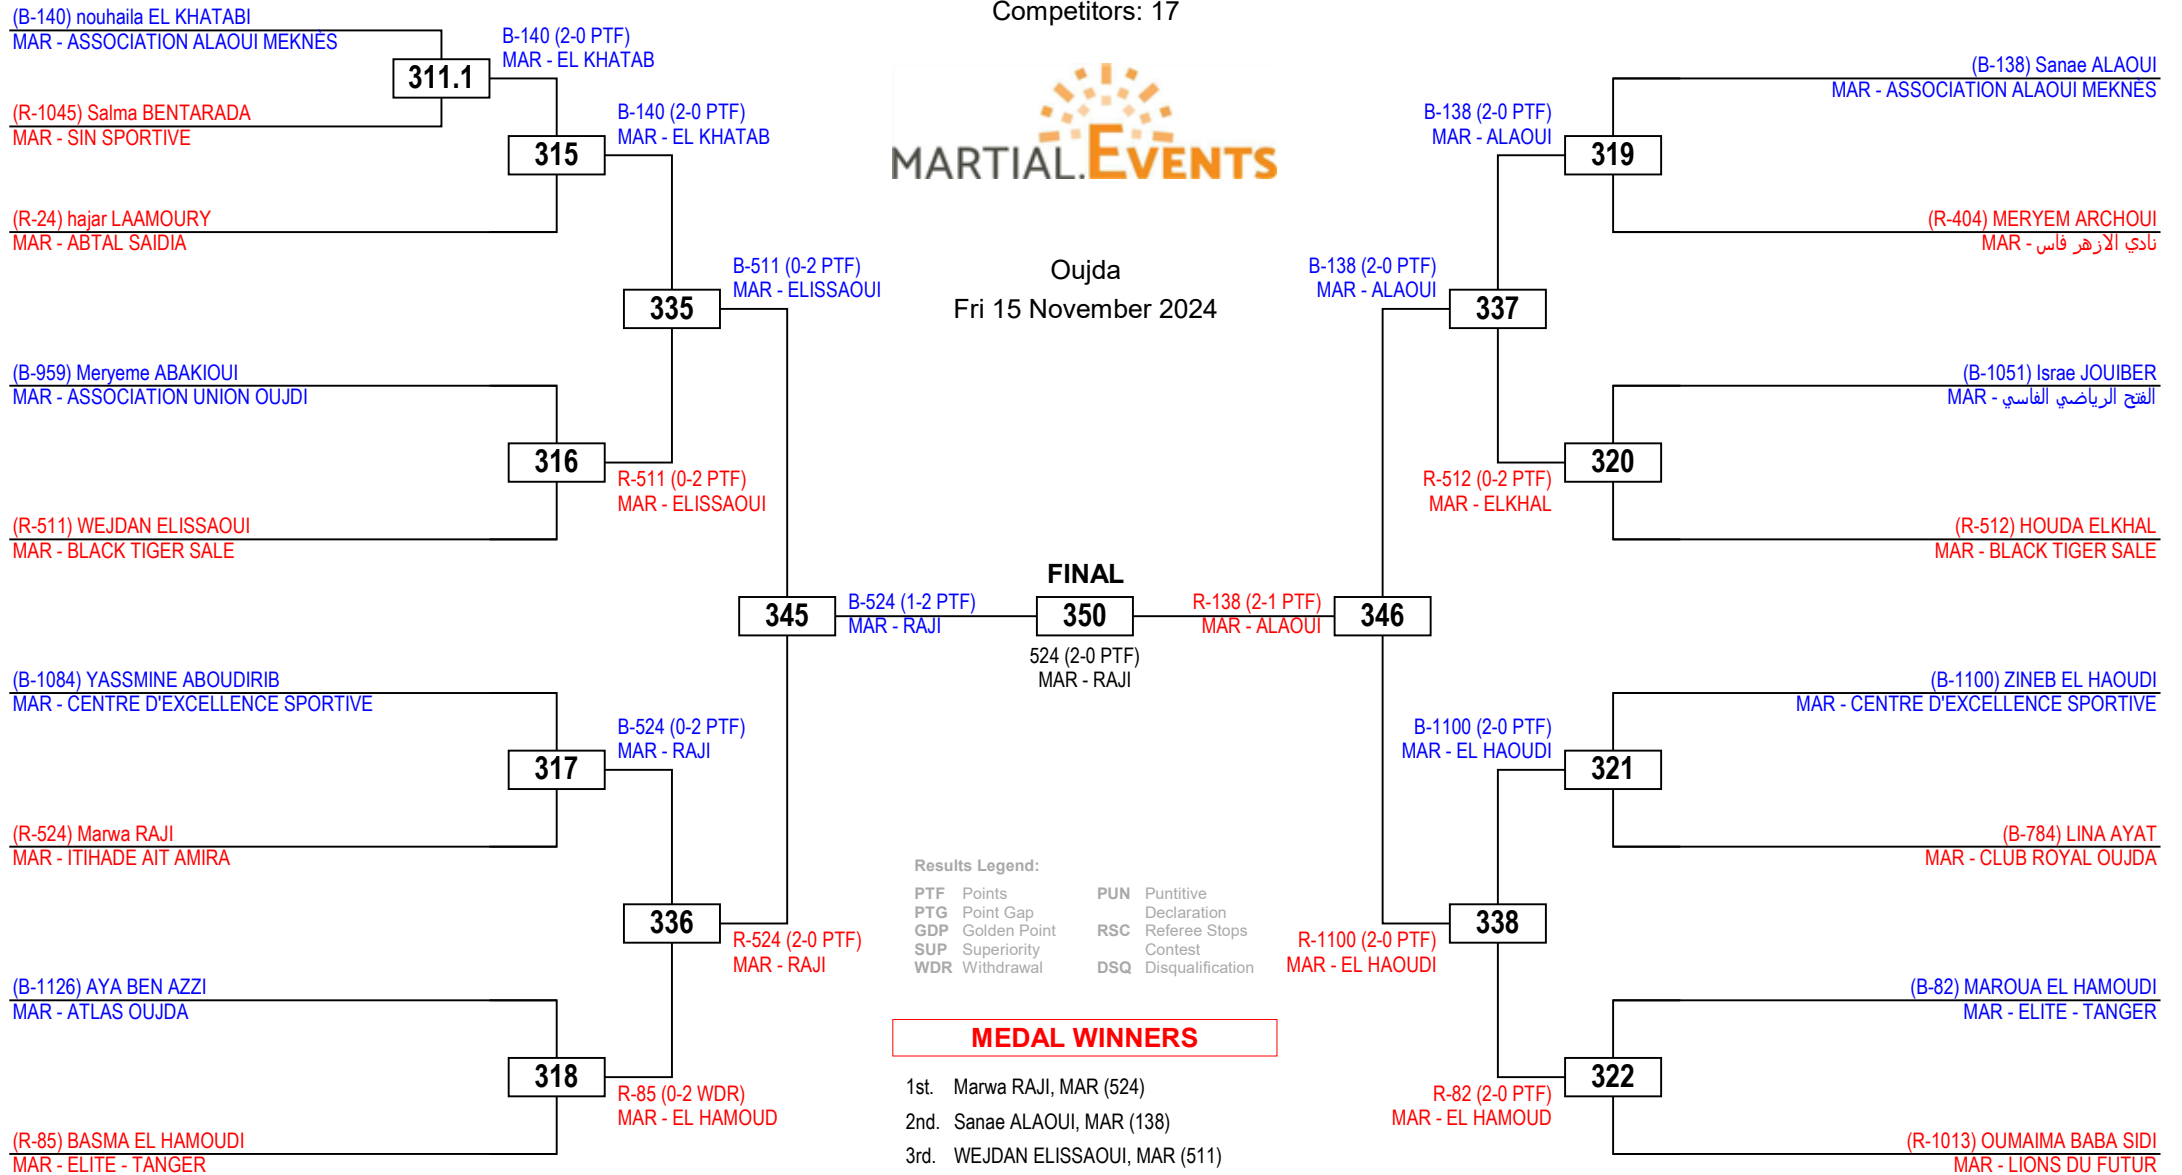 Competitors: 17
MARTIAL.EVENTS
Oujda
Fri 15 November 2024
(B-140) nouhaila EL KHATABI
MAR - ASSOCIATION ALAOUI MEKNÈS
311.1
(R-1045) Salma BENTARADA
MAR - SIN SPORTIVE
B-140 (2-0 PTF)
MAR - EL KHATAB
315
(R-24) hajar LAAMOURY
MAR - ABTAL SAIDIA
B-140 (2-0 PTF)
MAR - EL KHATAB
335
(B-959) Meryeme ABAKIOUI
MAR - ASSOCIATION UNION OUJDI
316
(R-511) WEJDAN ELISSAOUI
MAR - BLACK TIGER SALE
R-511 (0-2 PTF)
MAR - ELISSAOUI
B-511 (0-2 PTF)
MAR - ELISSAOUI
345
(B-1084) YASSMINE ABOUDIRIB
MAR - CENTRE D'EXCELLENCE SPORTIVE
317
(R-524) Marwa RAJI
MAR - ITIHADE AIT AMIRA
B-524 (0-2 PTF)
MAR - RAJI
336
(B-1126) AYA BEN AZZI
MAR - ATLAS OUJDA
318
(R-85) BASMA EL HAMOUDI
MAR - ELITE - TANGER
R-85 (0-2 WDR)
MAR - EL HAMOUD
R-524 (2-0 PTF)
MAR - RAJI
B-524 (1-2 PTF)
MAR - RAJI
FINAL
350
524 (2-0 PTF)
MAR - RAJI
R-138 (2-1 PTF)
MAR - ALAOUI
346
B-138 (2-0 PTF)
MAR - ALAOUI
337
B-138 (2-0 PTF)
MAR - ALAOUI
319
(B-138) Sanae ALAOUI
MAR - ASSOCIATION ALAOUI MEKNÈS
(R-404) MERYEM ARCHOUI
MAR - نادي الازهر فاس
(B-1051) Israe JOUIBER
MAR - الفتح الرياضي الفاسي
320
R-512 (0-2 PTF)
MAR - ELKHAL
(R-512) HOUDA ELKHAL
MAR - BLACK TIGER SALE
(B-1100) ZINEB EL HAOUDI
MAR - CENTRE D'EXCELLENCE SPORTIVE
B-1100 (2-0 PTF)
MAR - EL HAOUDI
321
(B-784) LINA AYAT
MAR - CLUB ROYAL OUJDA
338
R-1100 (2-0 PTF)
MAR - EL HAOUDI
(B-82) MAROUA EL HAMOUDI
MAR - ELITE - TANGER
322
R-82 (2-0 PTF)
MAR - EL HAMOUD
(R-1013) OUMAIMA BABA SIDI
MAR - LIONS DU FUTUR
Results Legend:
PTF Points
PTG Point Gap
GDP Golden Point
SUP Superiority
WDR Withdrawal
PUN Puntitive
Declaration
RSC Referee Stops
Contest
DSQ Disqualification
MEDAL WINNERS
1st. Marwa RAJI, MAR (524)
2nd. Sanae ALAOUI, MAR (138)
3rd. WEJDAN ELISSAOUI, MAR (511)